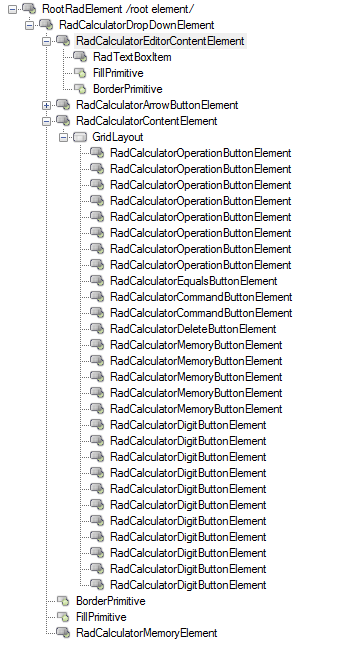 RootRadElement /root element/
RadCalculatorDropDownElement
RadCalculatorEditorContentElement
RadTextBoxItem
FillPrimitive
BorderPrimitive
RadCalculatorArrowButtonElement
RadCalculatorContentElement
GridLayout
RadCalculatorOperationButtonElement
RadCalculatorOperationButtonElement
RadCalculatorOperationButtonElement
RadCalculatorOperationButtonElement
RadCalculatorOperationButtonElement
RadCalculatorOperationButtonElement
RadCalculatorOperationButtonElement
RadCalculatorOperationButtonElement
RadCalculatorEqualsButtonElement
RadCalculatorCommandButtonElement
RadCalculatorCommandButtonElement
RadCalculatorDeleteButtonElement
RadCalculatorMemoryButtonElement
RadCalculatorMemoryButtonElement
RadCalculatorMemoryButtonElement
RadCalculatorMemoryButtonElement
RadCalculatorMemoryButtonElement
RadCalculatorDigitButtonElement
RadCalculatorDigitButtonElement
RadCalculatorDigitButtonElement
RadCalculatorDigitButtonElement
RadCalculatorDigitButtonElement
RadCalculatorDigitButtonElement
RadCalculatorDigitButtonElement
RadCalculatorDigitButtonElement
RadCalculatorDigitButtonElement
RadCalculatorDigitButtonElement
RadCalculatorDigitButtonElement
BorderPrimitive
FillPrimitive
RadCalculatorMemoryElement